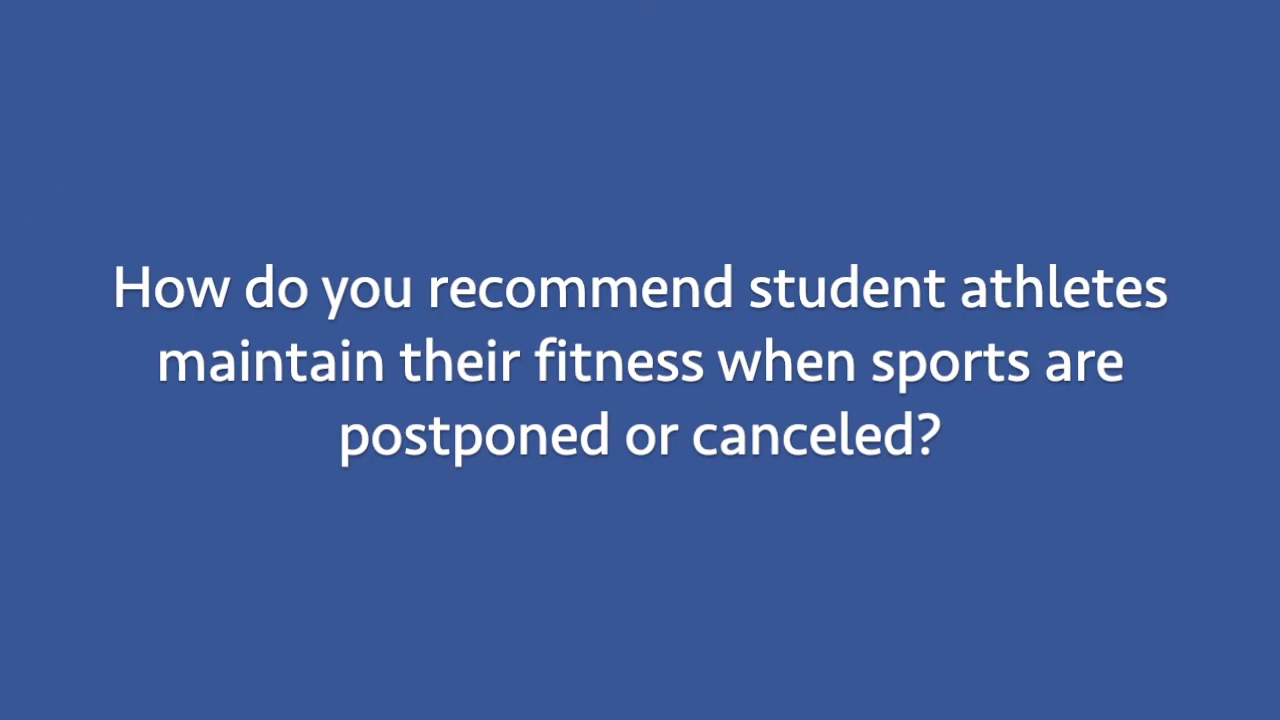 How do you recommend student athletes
maintain their fitness when sports are
postponed or canceled?